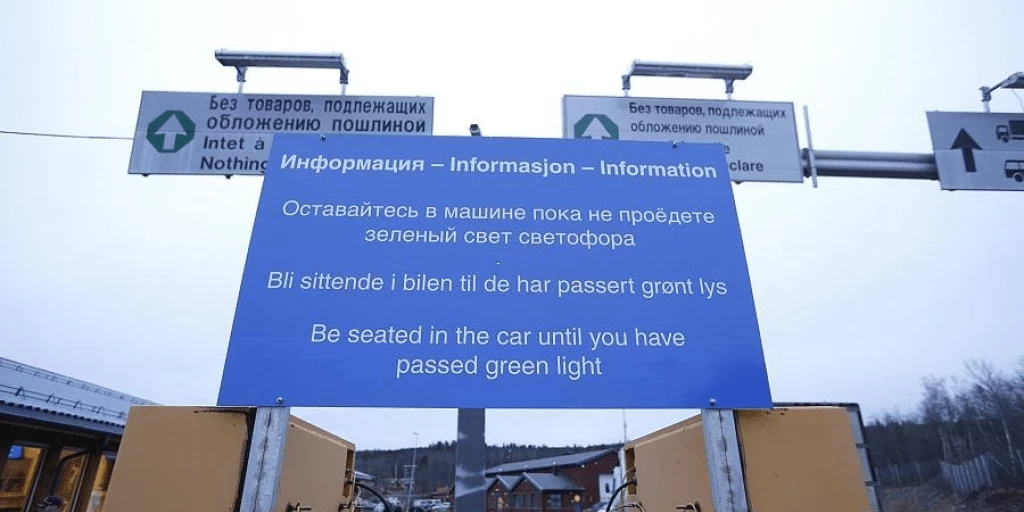 Без товаров, подлежащих
обложению пошлиной
Intet å
Nothing
Без товаров, подлежащих
обложению пошлиной
clare
Информация – Informasjon – Information
Оставайтесь в машине пока не проёдете
зеленый свет светофора
Bli sittende i bilen til de har passert grønt lys
Be seated in the car until you have
passed green light